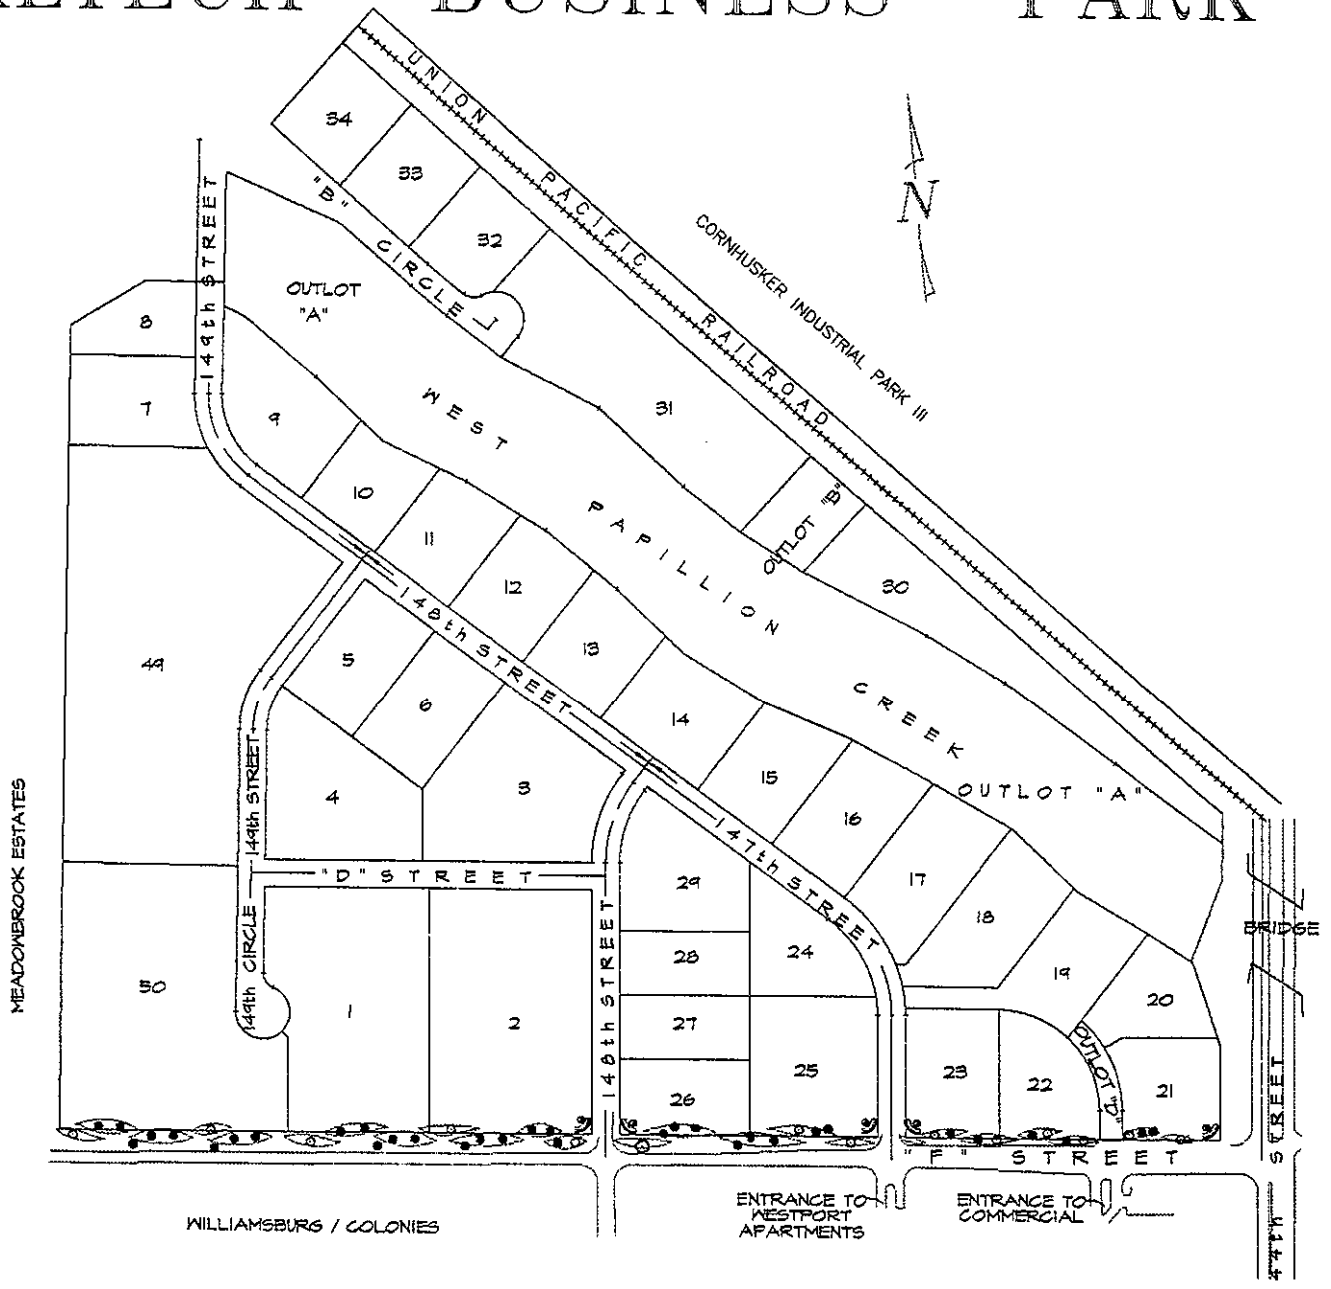 BUSINESS PARK
UNION PACIFIC RAILROAD
CORNHUSKER INDUSTRIAL PARK III
N
34
33
"B" CIRCLE
32
149th STREET
OUTLOT
"A"
8
7
9
31
WEST PAPILLION CREEK
10
OUTLOT "B"
11
12
30
148th STREET
13
49
5
6
14
15
OUTLOT "A"
149th STREET
4
3
16
147th STREET
MEADOWBROOK ESTATES
"D" STREET
29
17
18
BRIDGE
149th CIRCLE
28
24
19
50
1
2
148th STREET
27
20
OUTLOT
25
23
22
21
26
"F" STREET
STREET
ENTRANCE TO
WESTPORT
APARTMENTS
ENTRANCE TO
COMMERCIAL
WILLIAMSBURG / COLONIES
44th